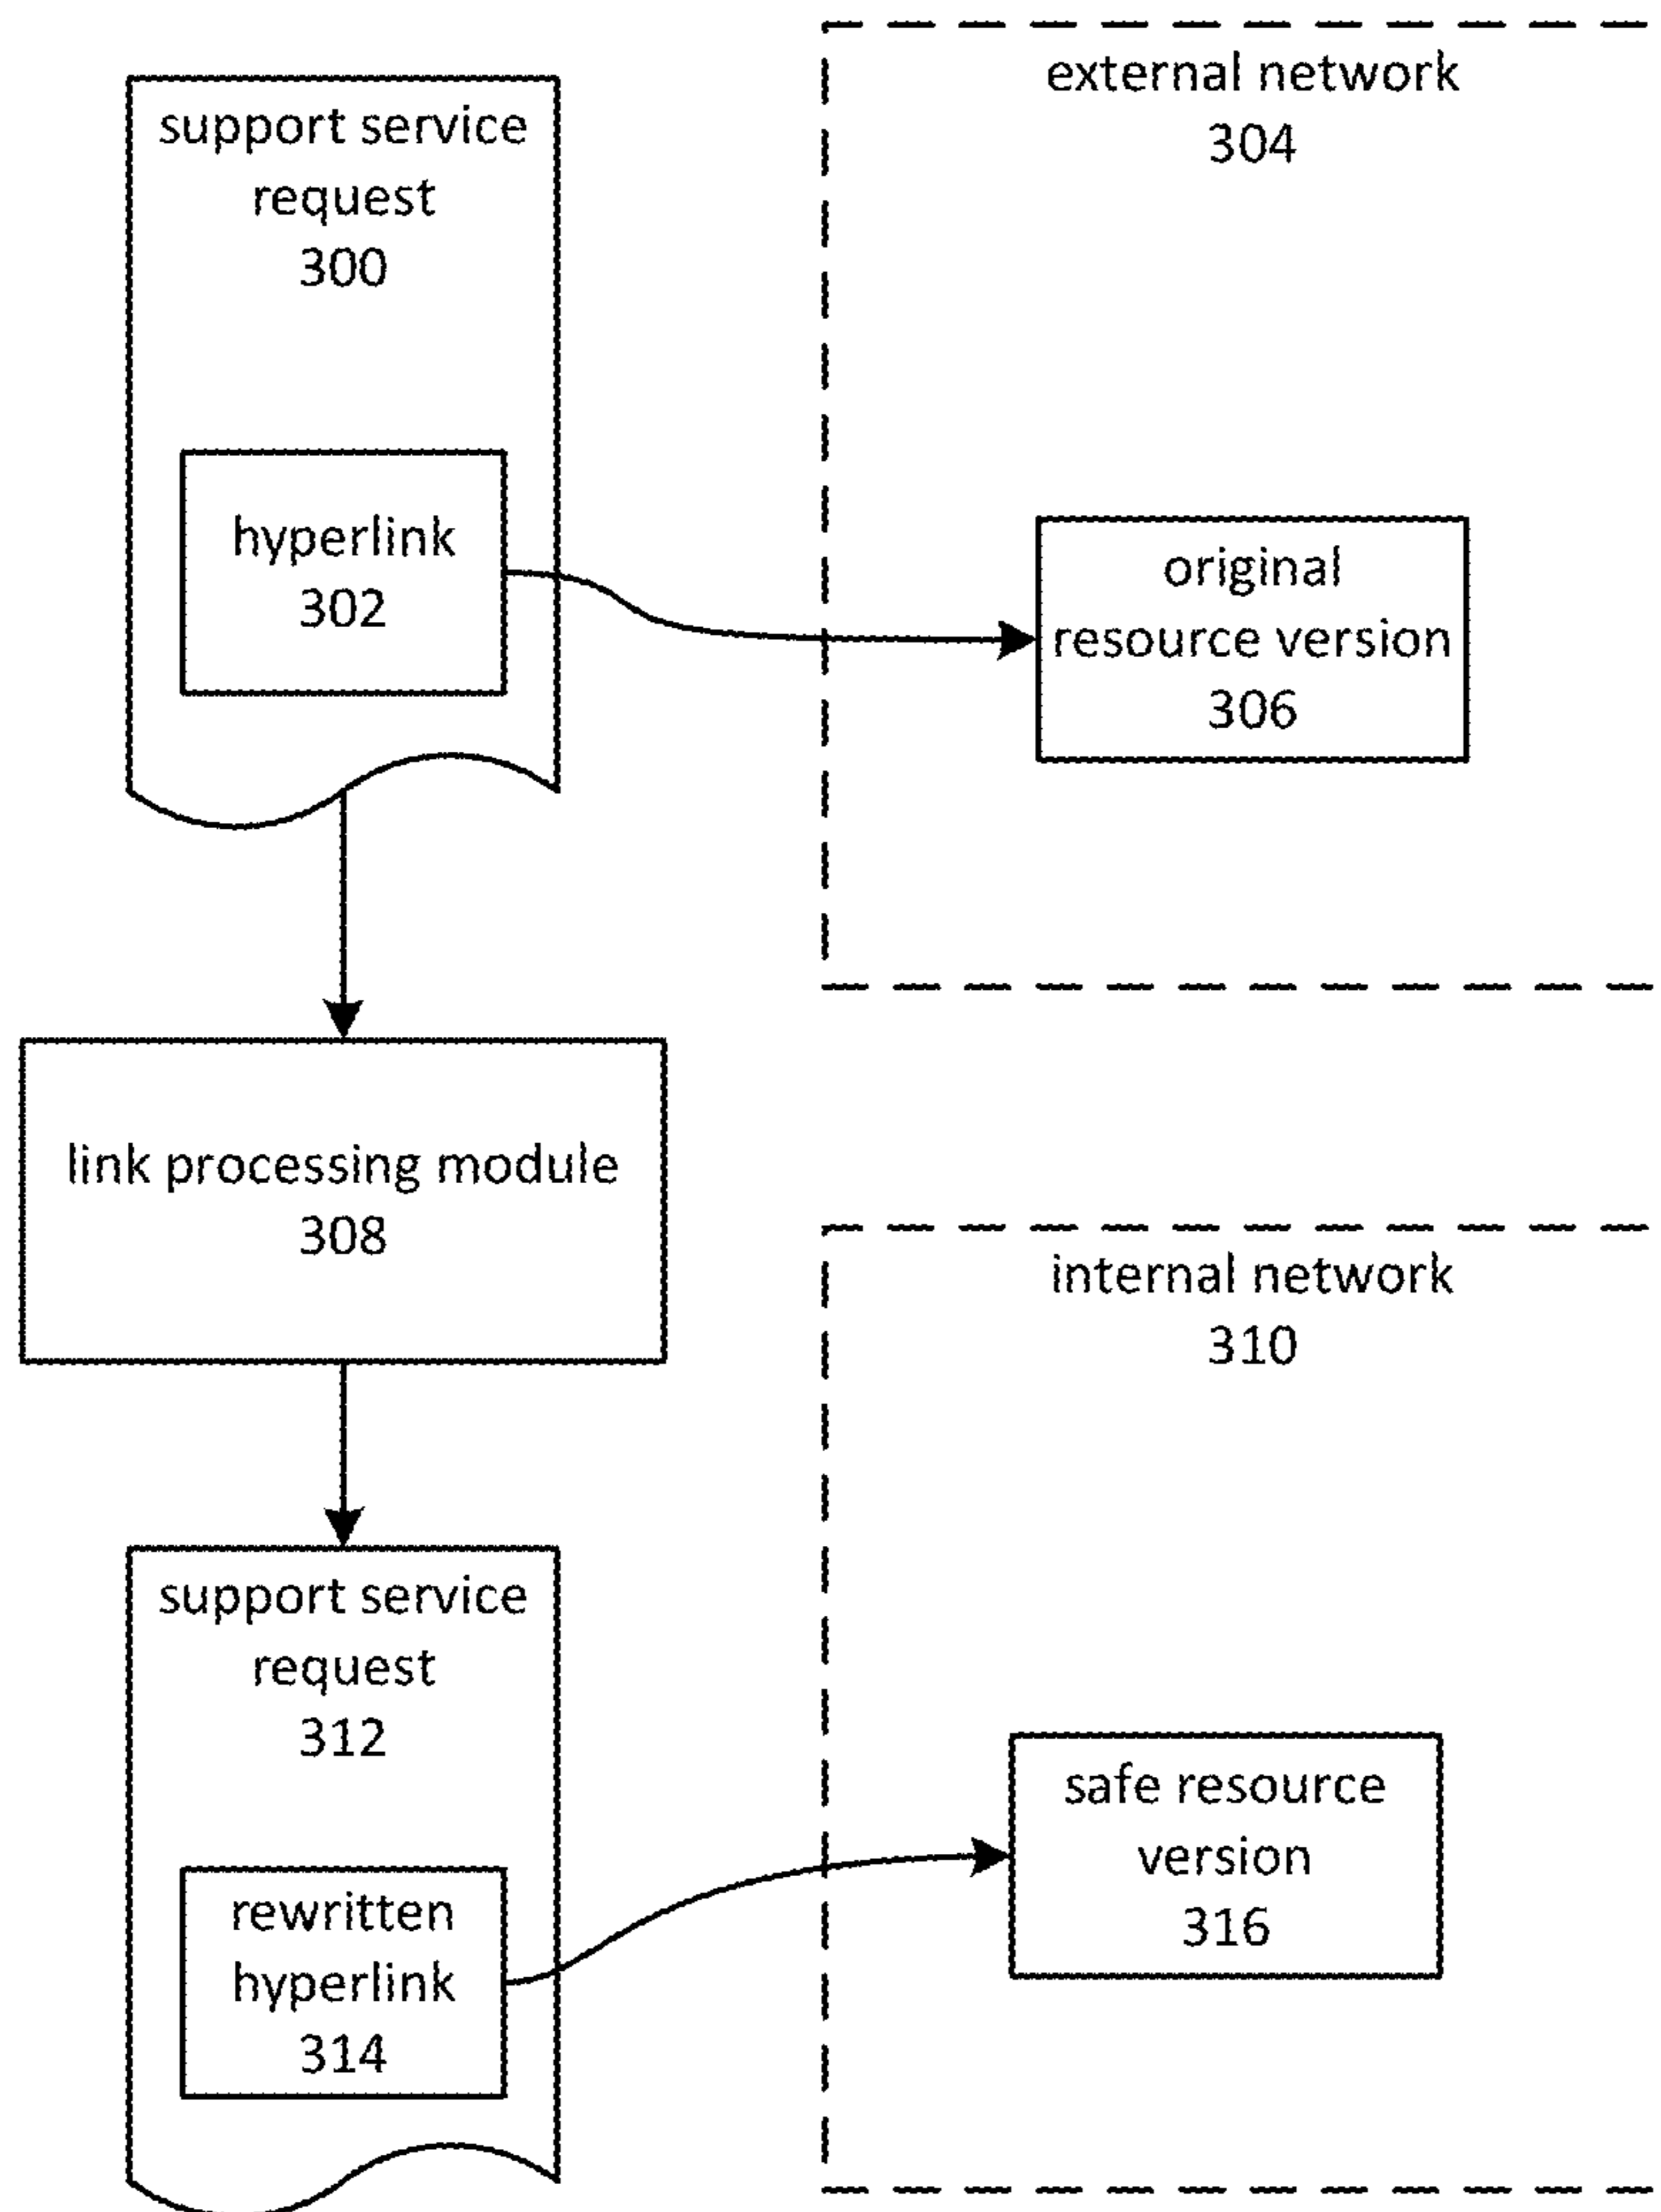 support service
request
300
hyperlink
302
external network
304
original
resource version
306
link processing module
308
internal network
310
support service
request
312
rewritten
hyperlink
314
safe resource
version
316